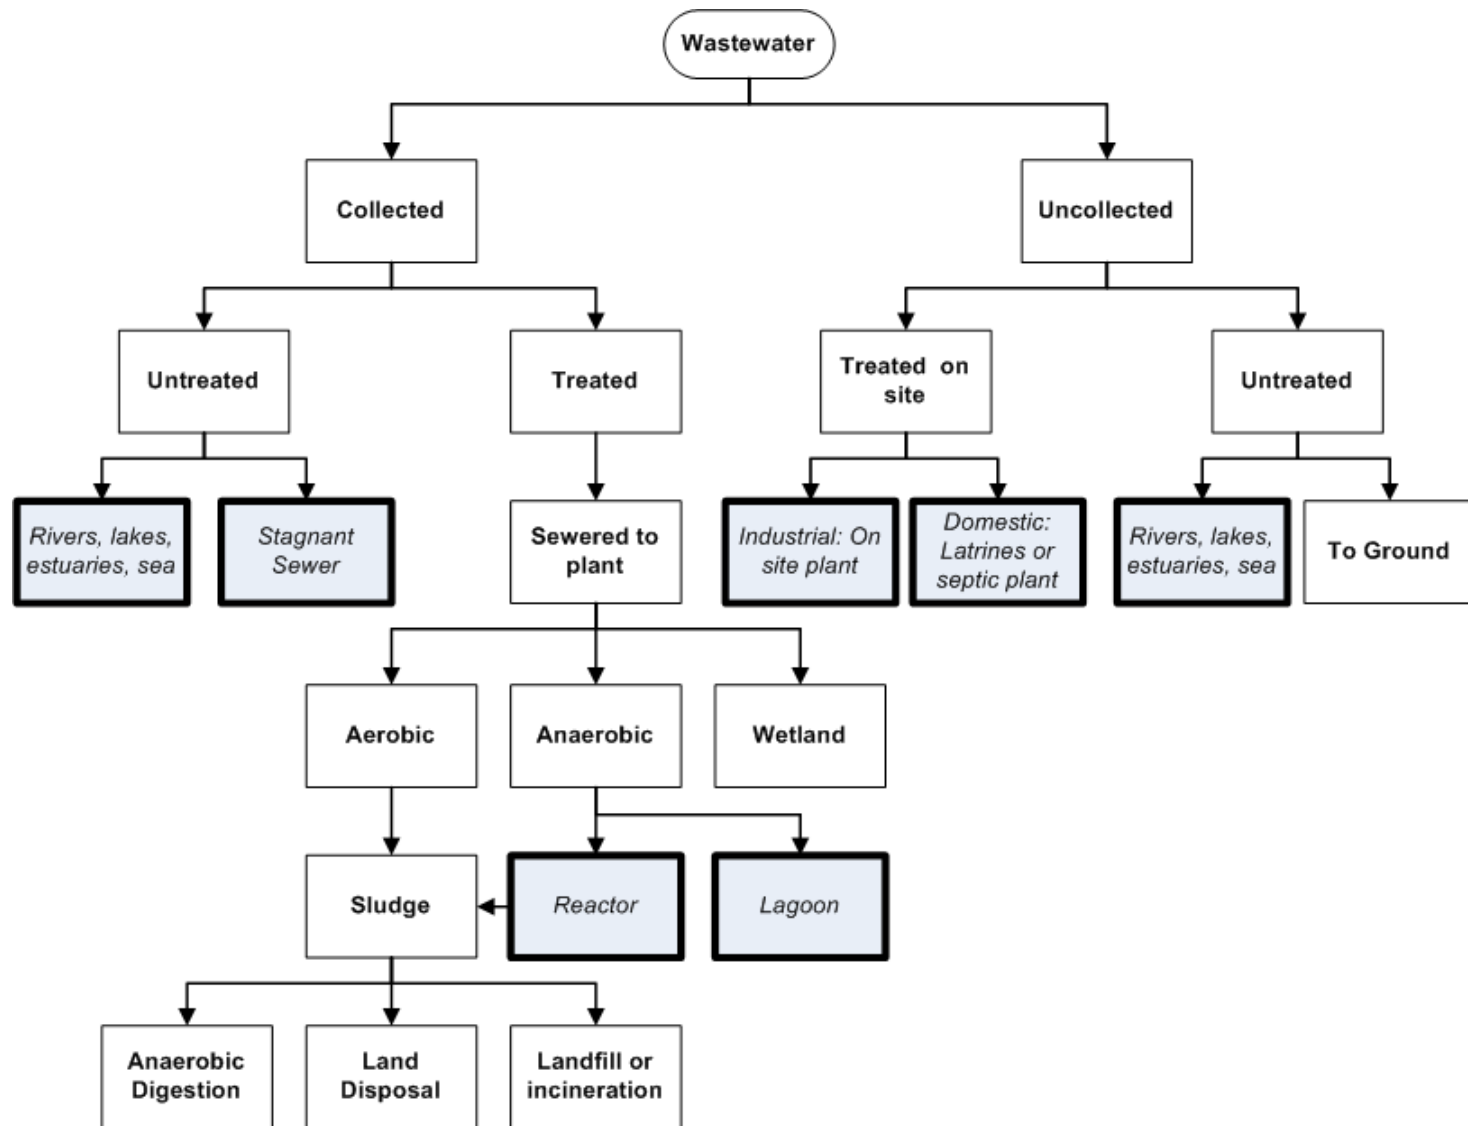 Wastewater
Collected
Uncollected
Untreated
Treated
Treated on
site
Untreated
Rivers, lakes,
estuaries, sea
Stagnant
Sewer
Sewered to
plant
Industrial: On
site plant
Domestic:
Latrines or
septic plant
Rivers, lakes,
estuaries, sea
To Ground
Aerobic
Anaerobic
Wetland
Sludge
Reactor
Lagoon
Anaerobic
Digestion
Land
Disposal
Landfill or
incineration